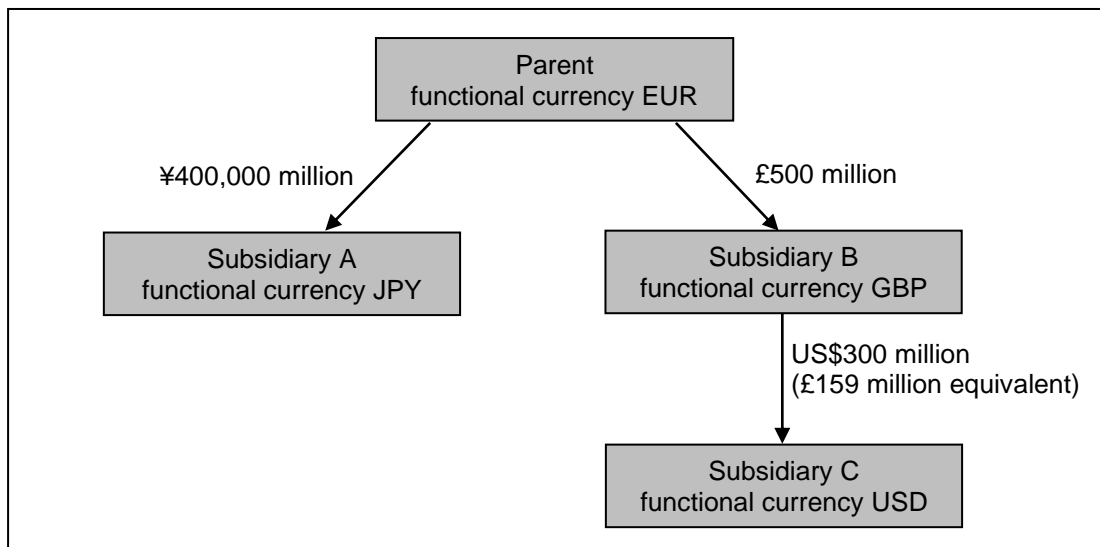 Parent
functional currency EUR
¥400,000 million
£500 million
Subsidiary A
functional currency JPY
Subsidiary B
functional currency GBP
US$300 million
(£159 million equivalent)
Subsidiary C
functional currency USD